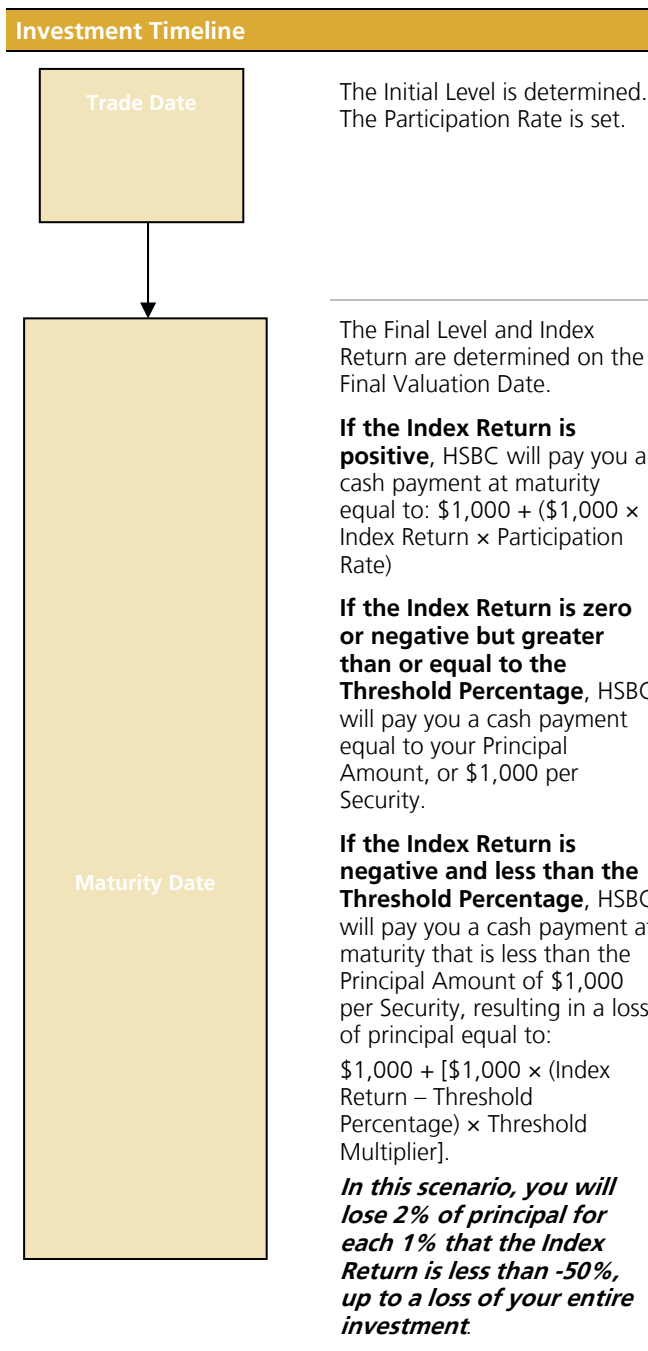 Investment Timeline
Trade Date
The Initial Level is determined.
The Participation Rate is set.
The Final Level and Index
Return are determined on the
Final Valuation Date.
If the Index Return is
positive, HSBC will pay you a
cash payment at maturity
equal to: $1,000 + ($1,000 ×
Index Return × Participation
Rate)
If the Index Return is zero
or negative but greater
than or equal to the
Threshold Percentage, HSBC
will pay you a cash payment
equal to your Principal
Amount, or $1,000 per
Security.
Maturity Date
If the Index Return is
negative and less than the
Threshold Percentage, HSBC
will pay you a cash payment at
maturity that is less than the
Principal Amount of $1,000
per Security, resulting in a loss
of principal equal to:
$1,000 + [$1,000 × (Index
Return – Threshold
Percentage) × Threshold
Multiplier].
In this scenario, you will
lose 2% of principal for
each 1% that the Index
Return is less than -50%,
up to a loss of your entire
investment.